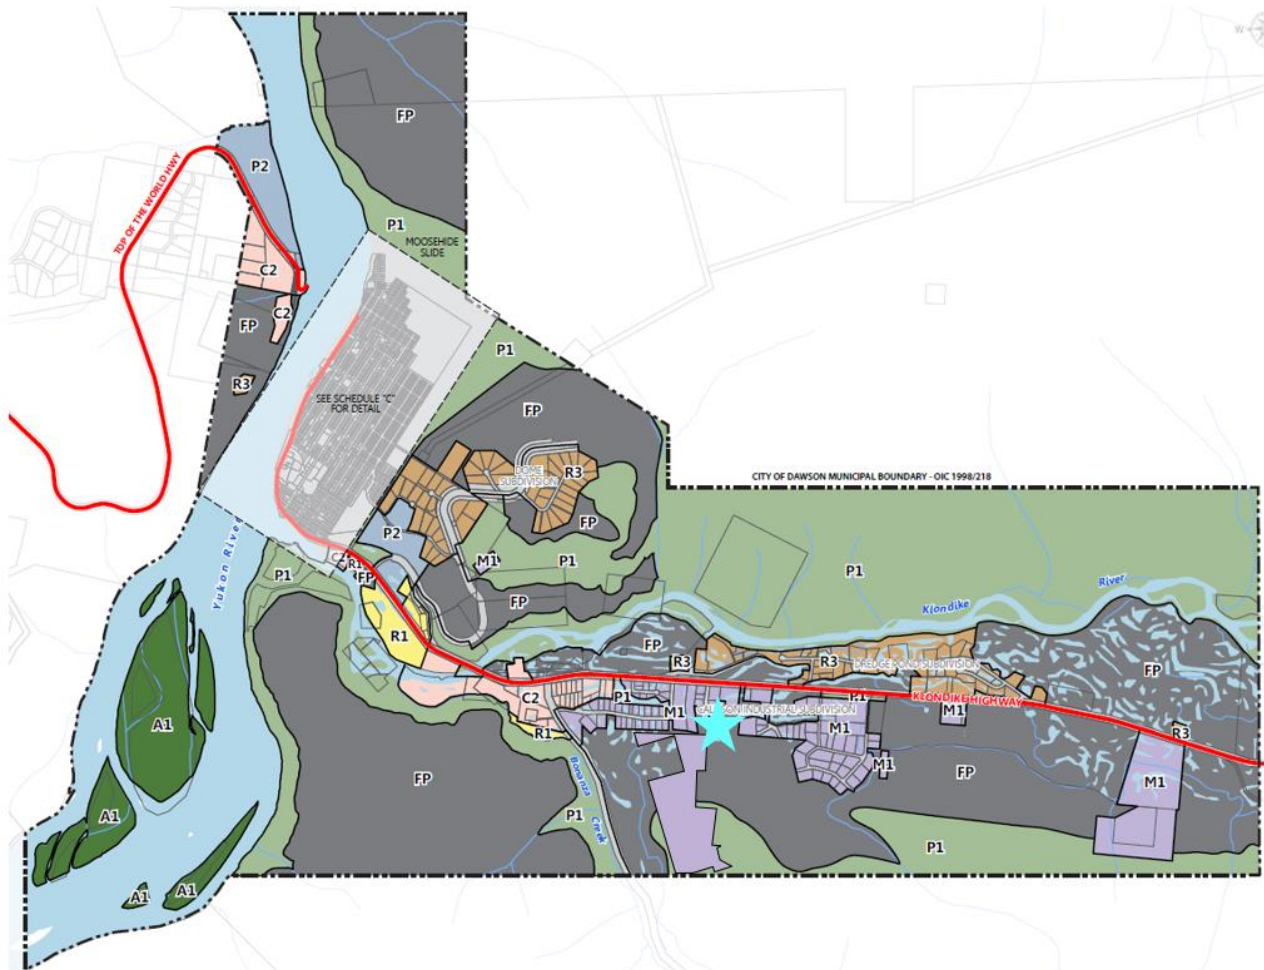 W
FP
P2
TOP OF THE WORLD HWY
P1
MOOSEHIDE
SLIDE
C2
C2
FP
P1
R3
SEE SCHEDULE "C"
FOR DETAIL
FP
DOME
SUBDIVISION
R3
CITY OF DAWSON MUNICIPAL BOUNDARY - OIC 1998/218
FP
P2
Yukon River
C2
R1
FP
P1
M1
P1
P1
FP
Klondike
River
R1
FP
R3
R3
DREDGE POND SUBDIVISION
FP
C2
P1
P1
KLONDIKE HIGHWAY
M1
INDUSTRIAL SUBDIVISION
M1
M1
A1
R1
R3
Bonanza
Creek
M1
FP
FP
M1
A1
P1
P1
A1
A1